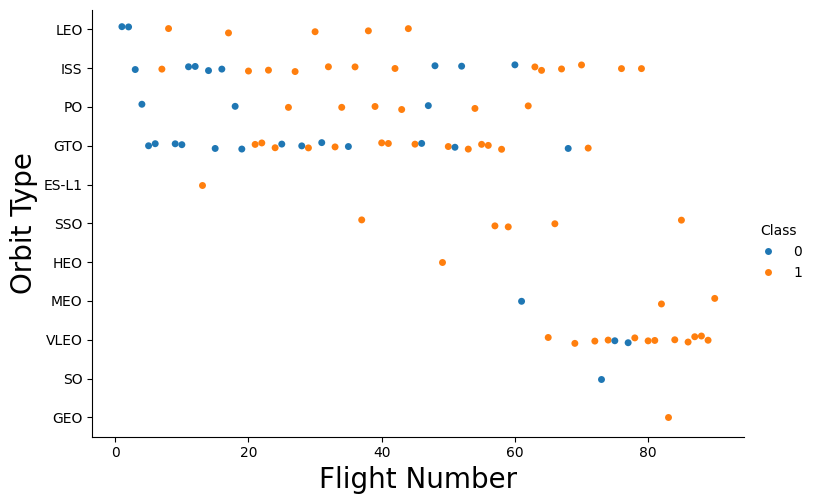 LEO
ISS
PO
GTO
ES-L1
SSO
HEO
MEO
VLEO
SO
GEO
Orbit Type
0 20 40 60 80
Flight Number
Class
0
1